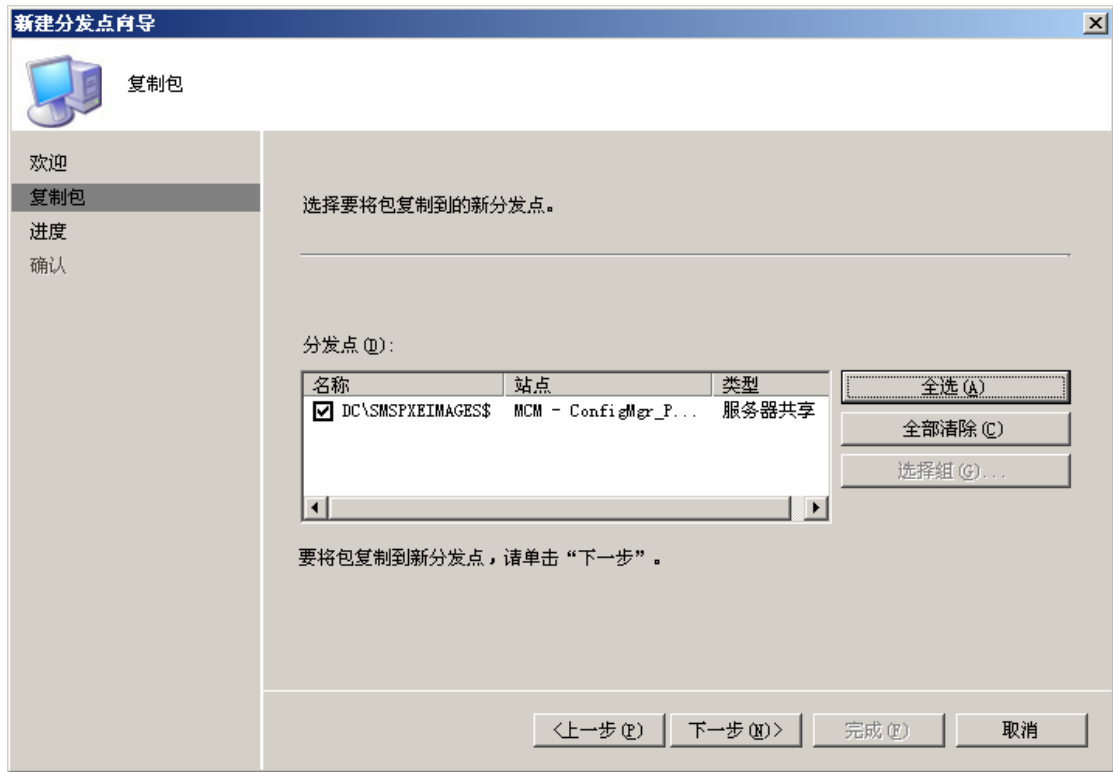 新建分发点向导
复制包
欢迎
复制包
进度
确认
选择要将包复制到的新分发点。
分发点(D):
名称 站点 类型
DC\SMSPXEIMAGES$ MCM - ConfigMgr_P... 服务器共享
全选(A)
全部清除(C)
选择组(G)...
要将包复制到新分发点，请单击“下一步”。
<上一步(P) 下一步(N)> 完成(F) 取消